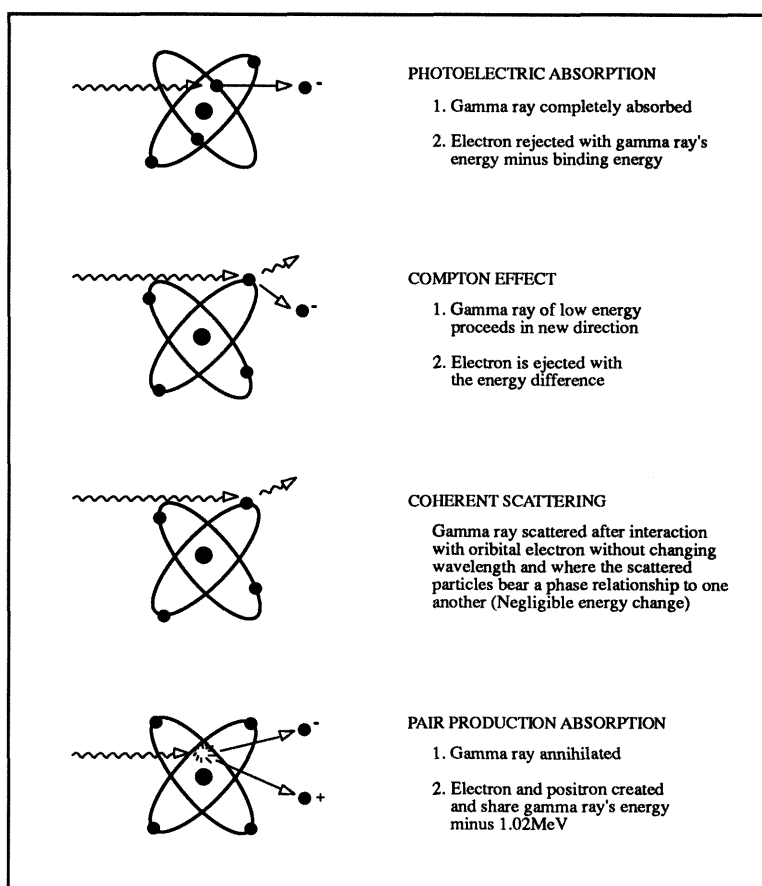 -
PHOTOELECTRIC ABSORPTION
1. Gamma ray completely absorbed
2. Electron rejected with gamma ray's
energy minus binding energy
-
COMPTON EFFECT
1. Gamma ray of low energy
proceeds in new direction
2. Electron is ejected with
the energy difference
COHERENT SCATTERING
Gamma ray scattered after interaction
with oribital electron without changing
wavelength and where the scattered
particles bear a phase relationship to one
another (Negligible energy change)
-
+
PAIR PRODUCTION ABSORPTION
1. Gamma ray annihilated
2. Electron and positron created
and share gamma ray's energy
minus 1.02MeV